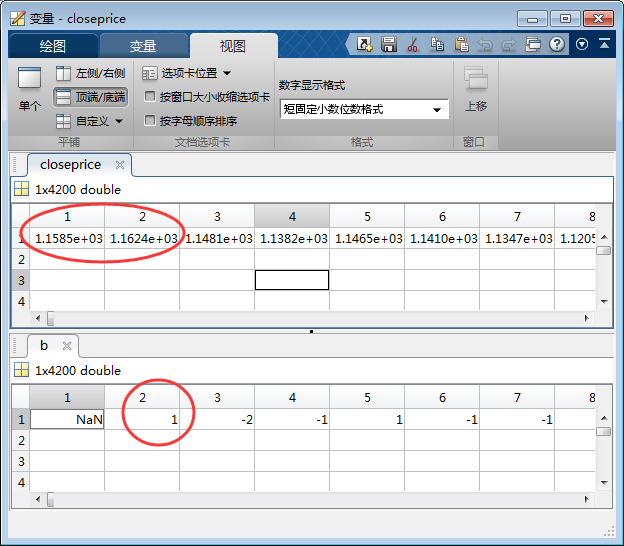 变量 - closeprice
绘图 变量 视图
单个
左侧/右侧
顶端/底端
自定义
平铺
选项卡位置
按窗口大小收缩选项卡
按字母顺序排序
文档选项卡
数字显示格式
短固定小数位数格式
格式
上移
窗口
closeprice
1x4200 double
1 2 3 4 5 6 7 8
1 1.1585e+03 1.1624e+03 1.1481e+03 1.1382e+03 1.1465e+03 1.1410e+03 1.1347e+03 1.1205
2
3
4
b
1x4200 double
1 2 3 4 5 6 7 8
1 NaN 1 -2 -1 1 -1 -1
2
3
4